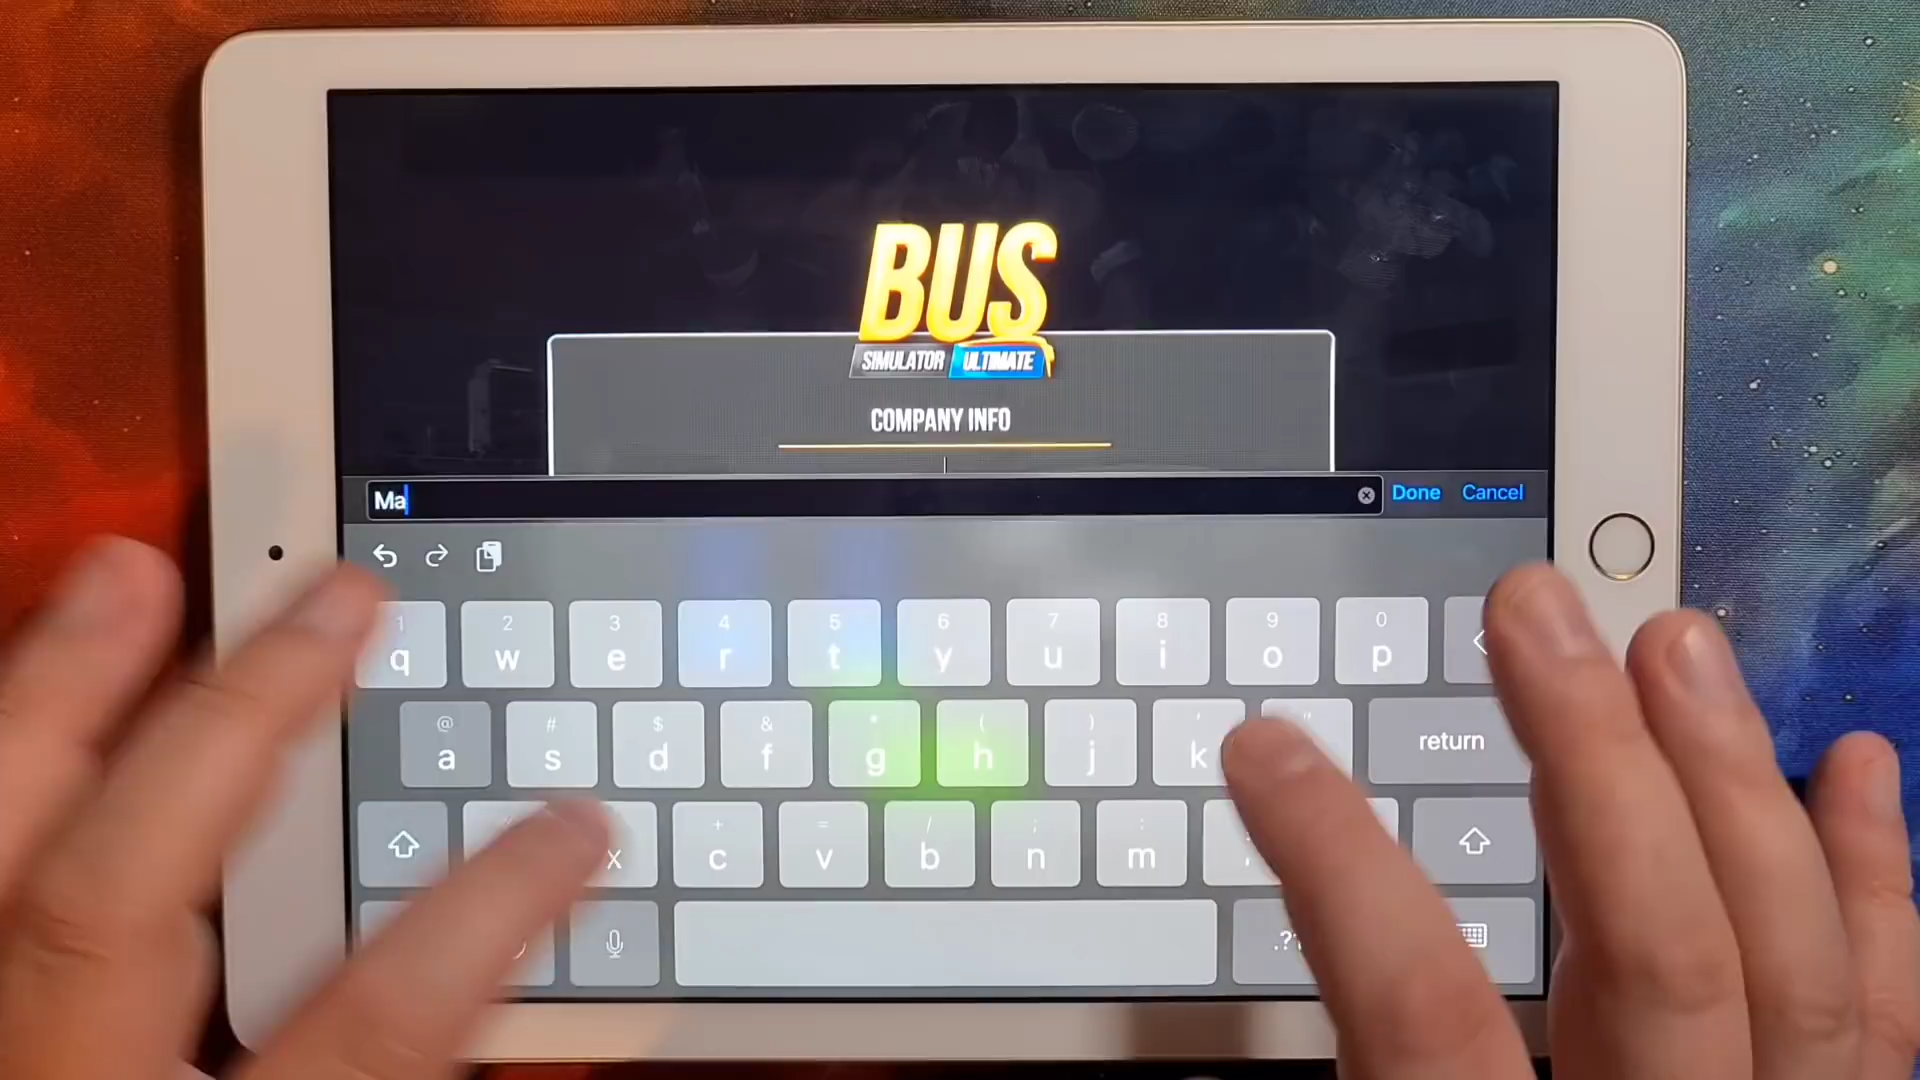 BUS
SIMULATOR ULTIMATE
COMPANY INFO
Ma
Done Cancel
1 2 3 4 5 6 7 8 9 0
q w e r t y u i o p
@ # $ & * ( ) ' "
a s d f g h j k return
+ = / ; :
x c v b n m
.?